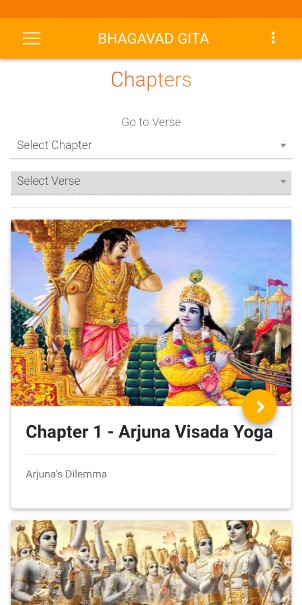 BHAGAVAD GITA
Chapters
Go to Verse
Select Chapter
Select Verse
Chapter 1 - Arjuna Visada Yoga
Arjuna's Dilemma